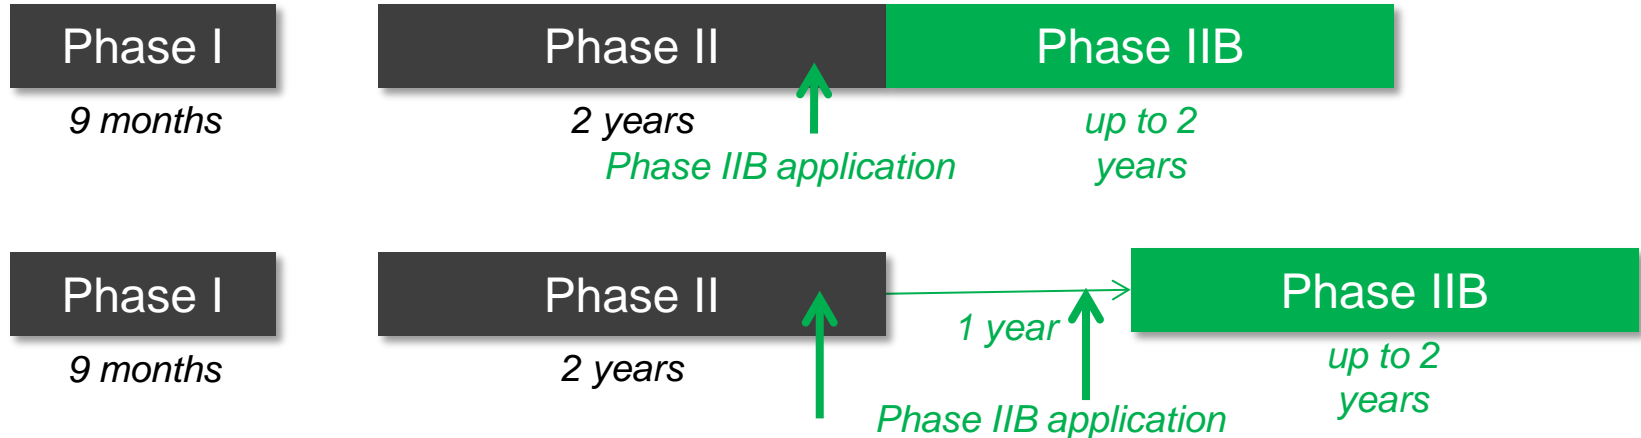 Phase I
Phase II
Phase IIB
9 months
2 years
up to 2
years
Phase IIB application
Phase I
Phase II
Phase IIB
9 months
2 years
1 year
up to 2
years
Phase IIB application